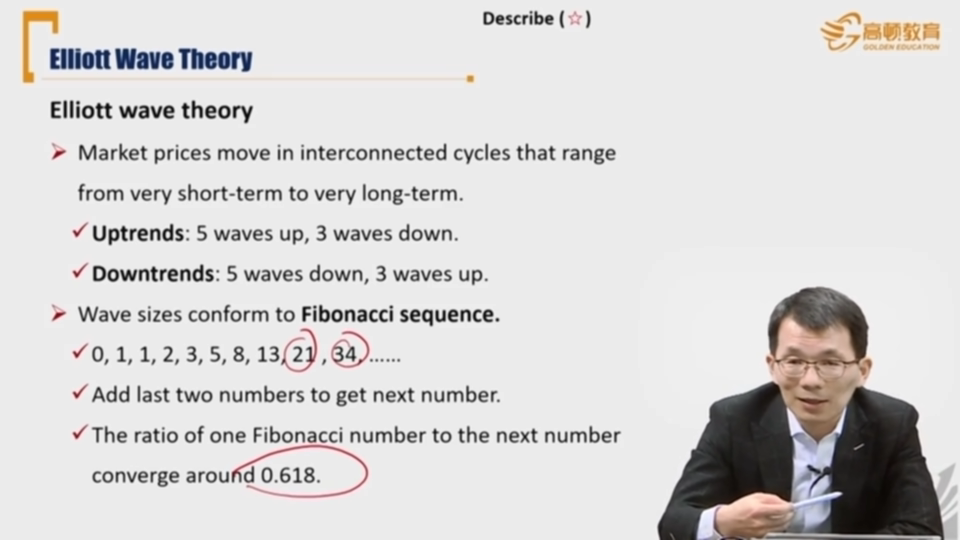 Describe (☆)
高顿教育
GOLDEN EDUCATION
Elliott Wave Theory
Elliott wave theory
➢ Market prices move in interconnected cycles that range
from very short-term to very long-term.
✓Uptrends: 5 waves up, 3 waves down.
✓Downtrends: 5 waves down, 3 waves up.
➢ Wave sizes conform to Fibonacci sequence.
✓0, 1, 1, 2, 3, 5, 8, 13, 21 , 34, ......
✓Add last two numbers to get next number.
✓The ratio of one Fibonacci number to the next number
converge around 0.618.